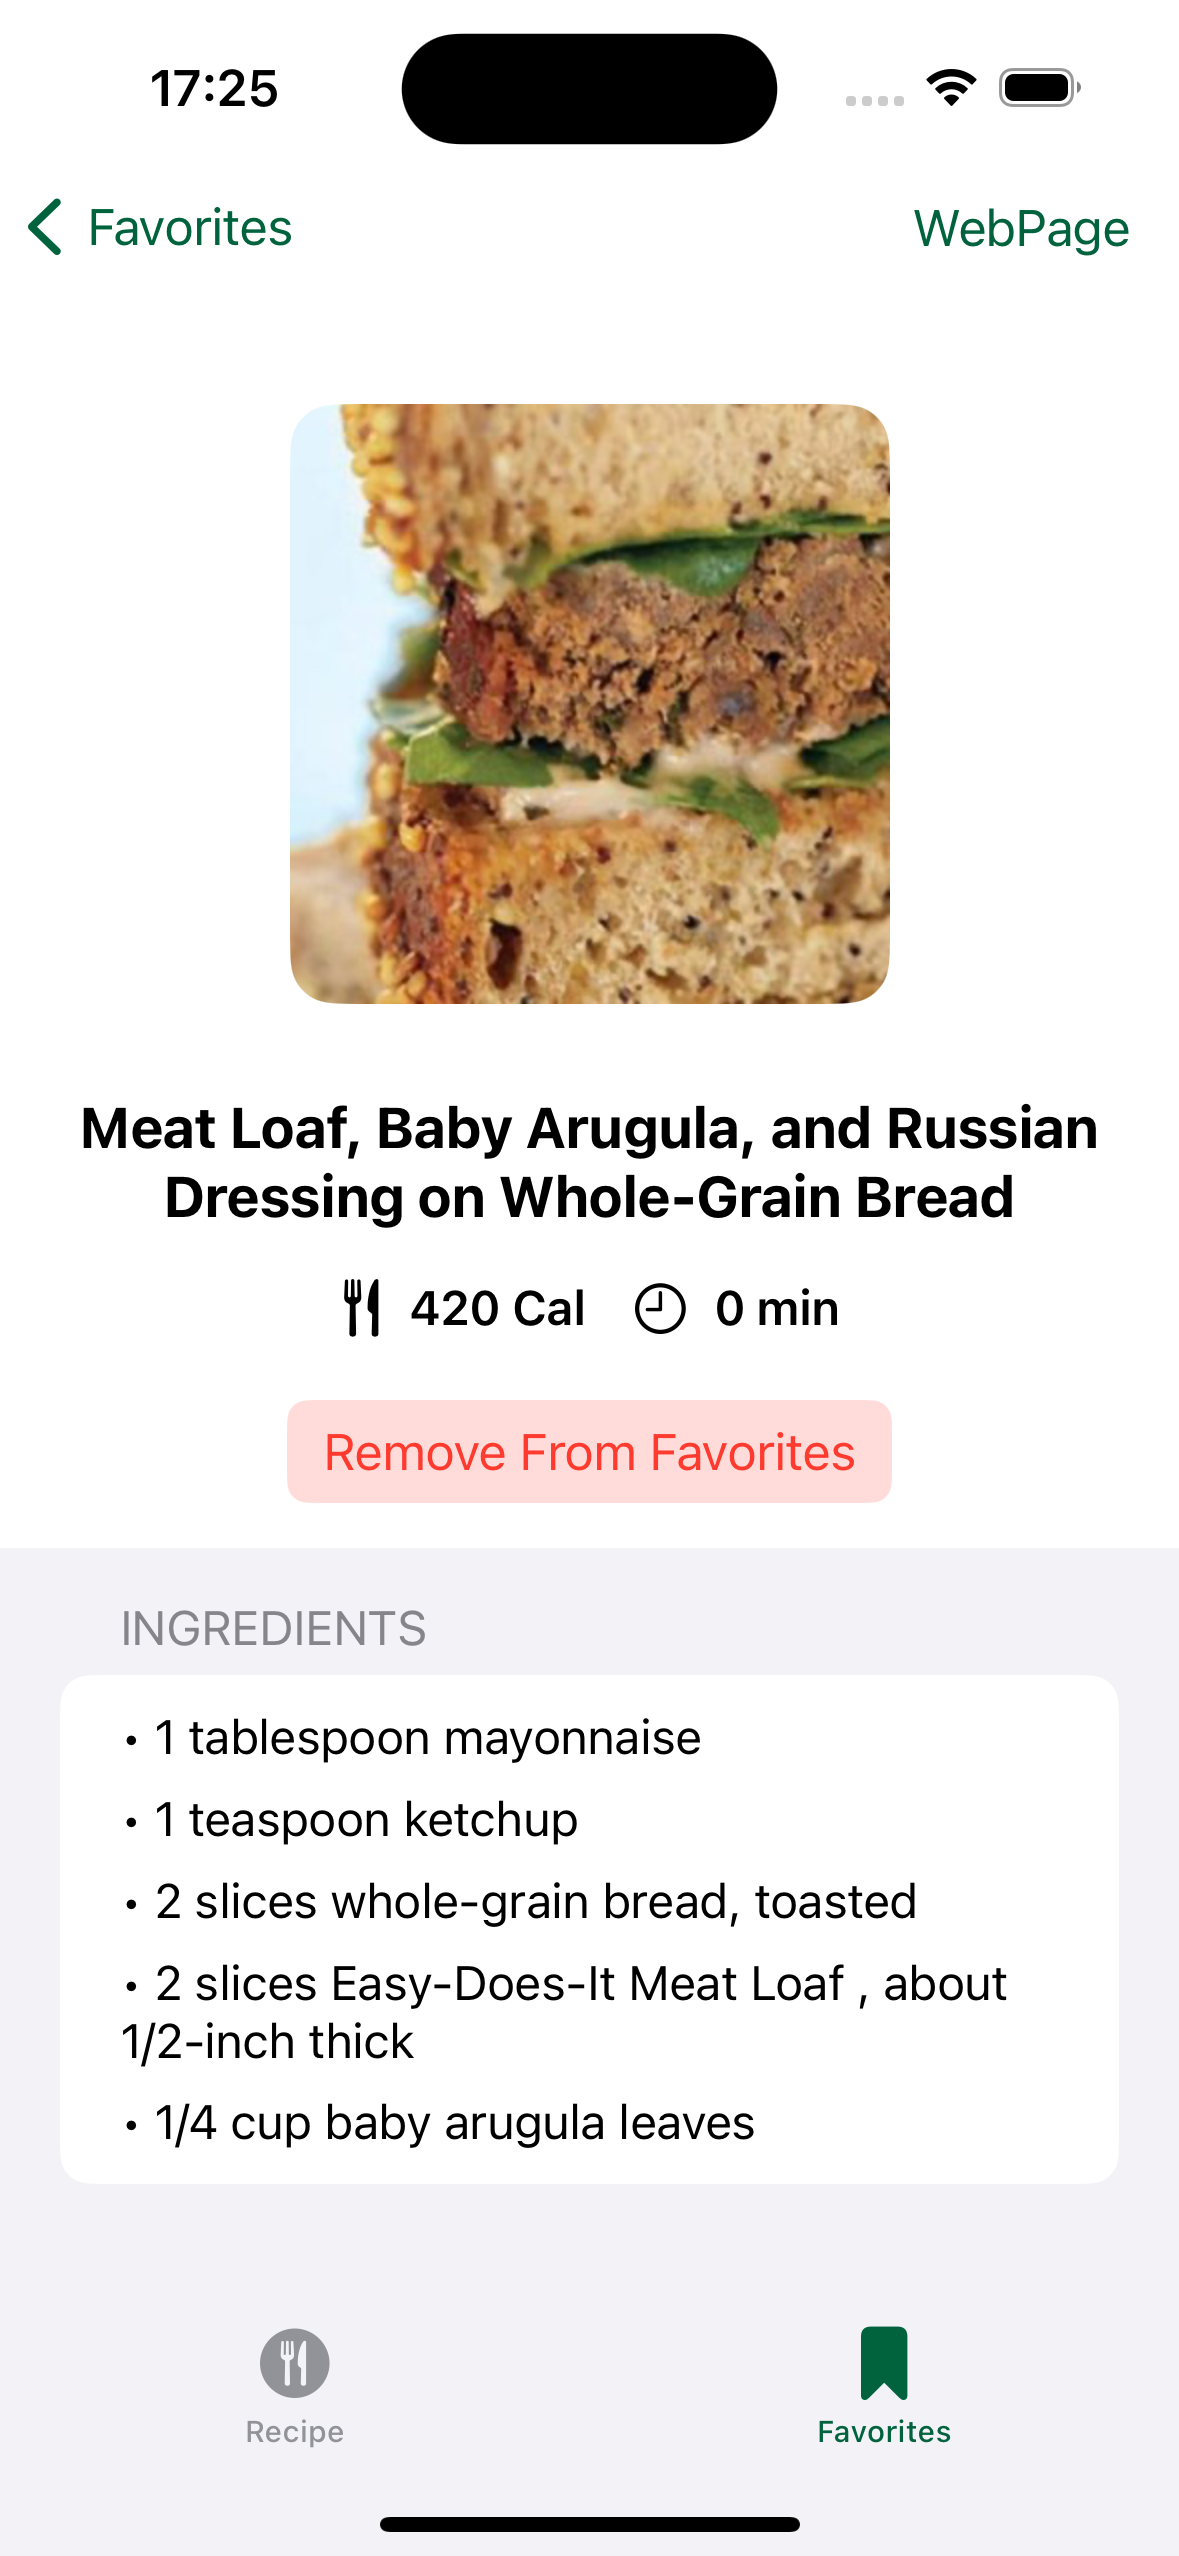 17:25
Favorites
WebPage
Meat Loaf, Baby Arugula, and Russian
Dressing on Whole-Grain Bread
420 Cal
0 min
Remove From Favorites
INGREDIENTS
• 1 tablespoon mayonnaise
• 1 teaspoon ketchup
• 2 slices whole-grain bread, toasted
• 2 slices Easy-Does-It Meat Loaf , about
1/2-inch thick
• 1/4 cup baby arugula leaves
Recipe
Favorites